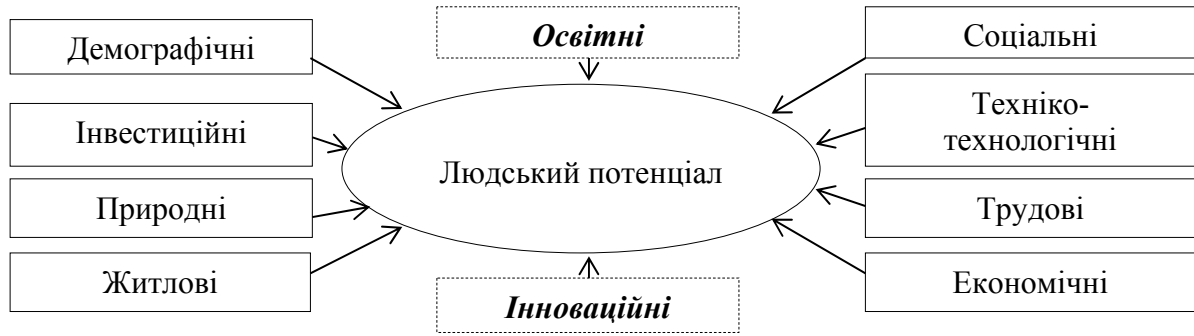 Демографічні
Освітні
Соціальні
Інвестиційні
Техніко-
технологічні
Людський потенціал
Природні
Трудові
Житлові
Економічні
Інноваційні